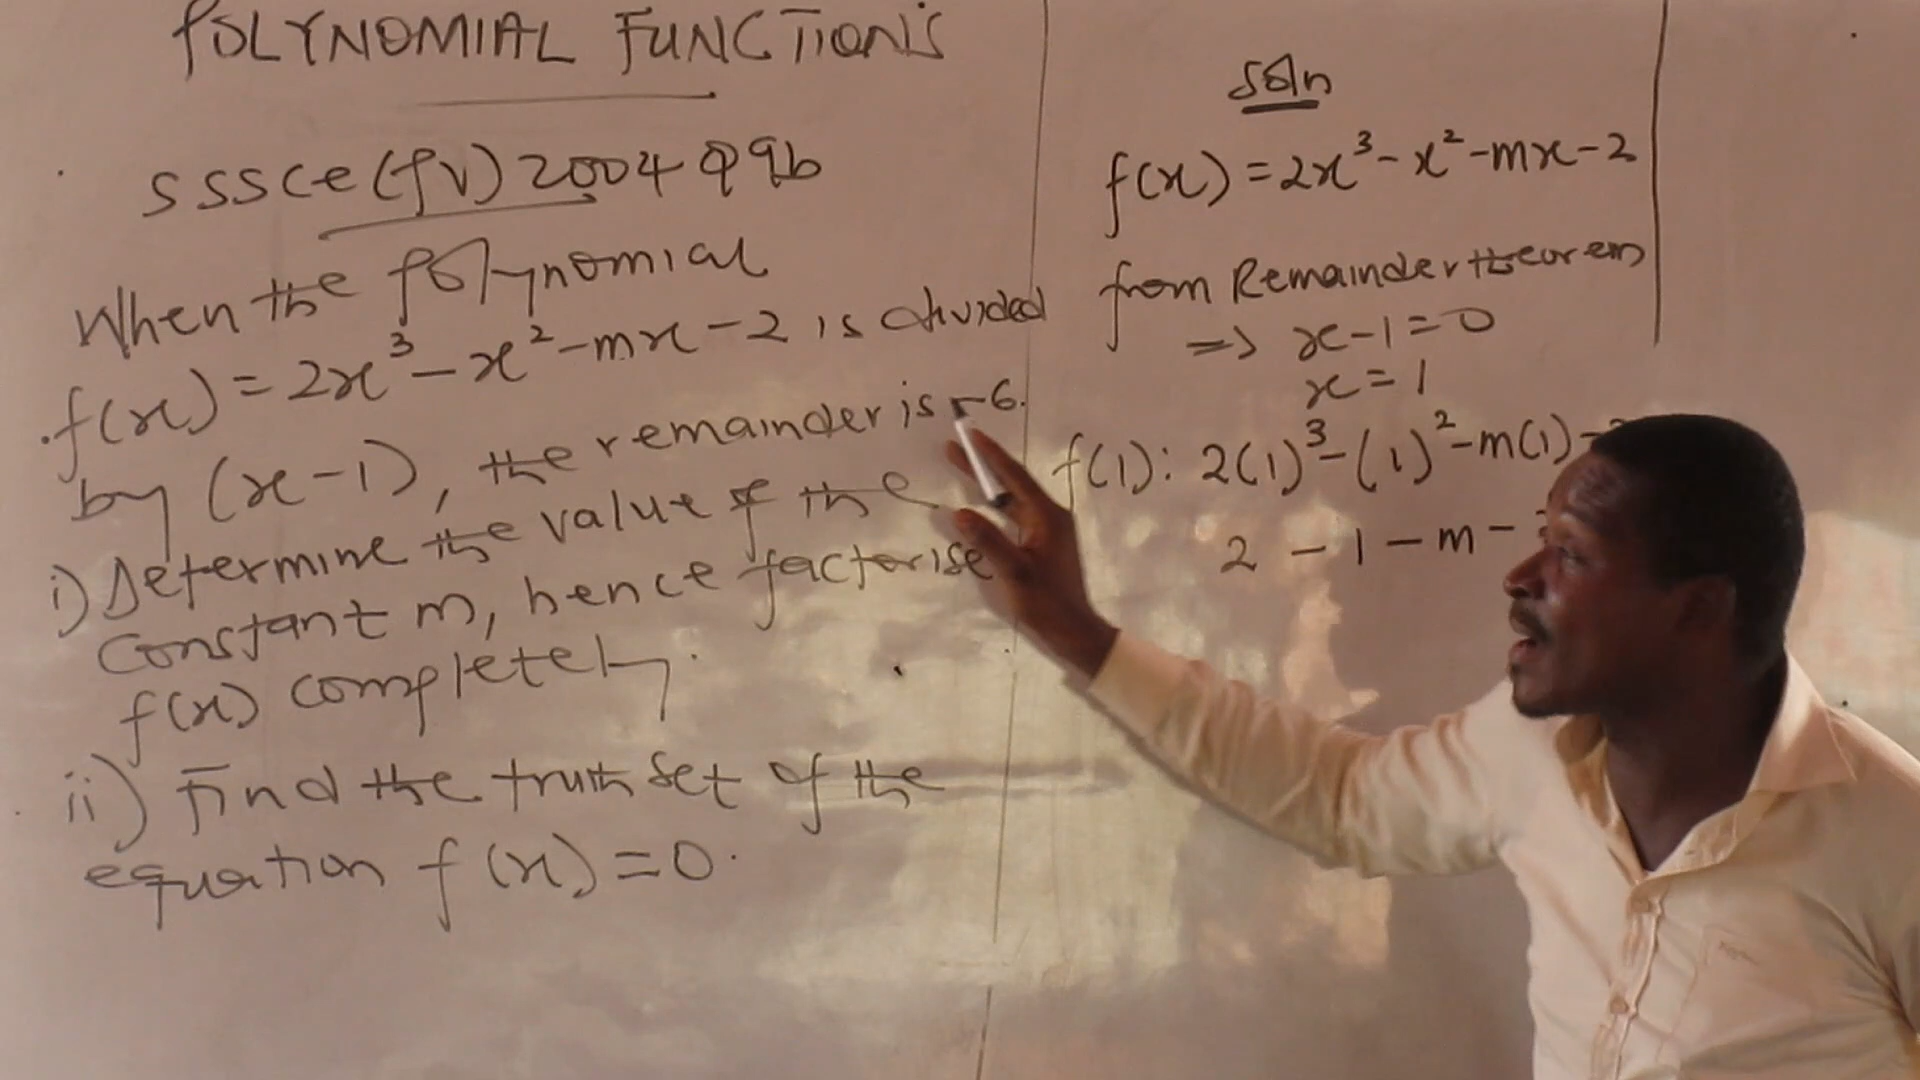 POLYNOMIAL FUNCTIONS
SSSCE (PV) 2004 Q9b
When the polynomial
f(x) = 2x³ - x² - mx - 2 is divided
by (x-1), the remainder is -6.
i) Determine the value of the
constant m, hence factorise
f(x) completely.
ii) Find the truth set of the
equation f(x) = 0.
Soln
f(x) = 2x³ - x² - mx - 2
from Remainder theorem
=> x - 1 = 0
x = 1
f(1): 2(1)³ - (1)² - m(1) -
2 - 1 - m -